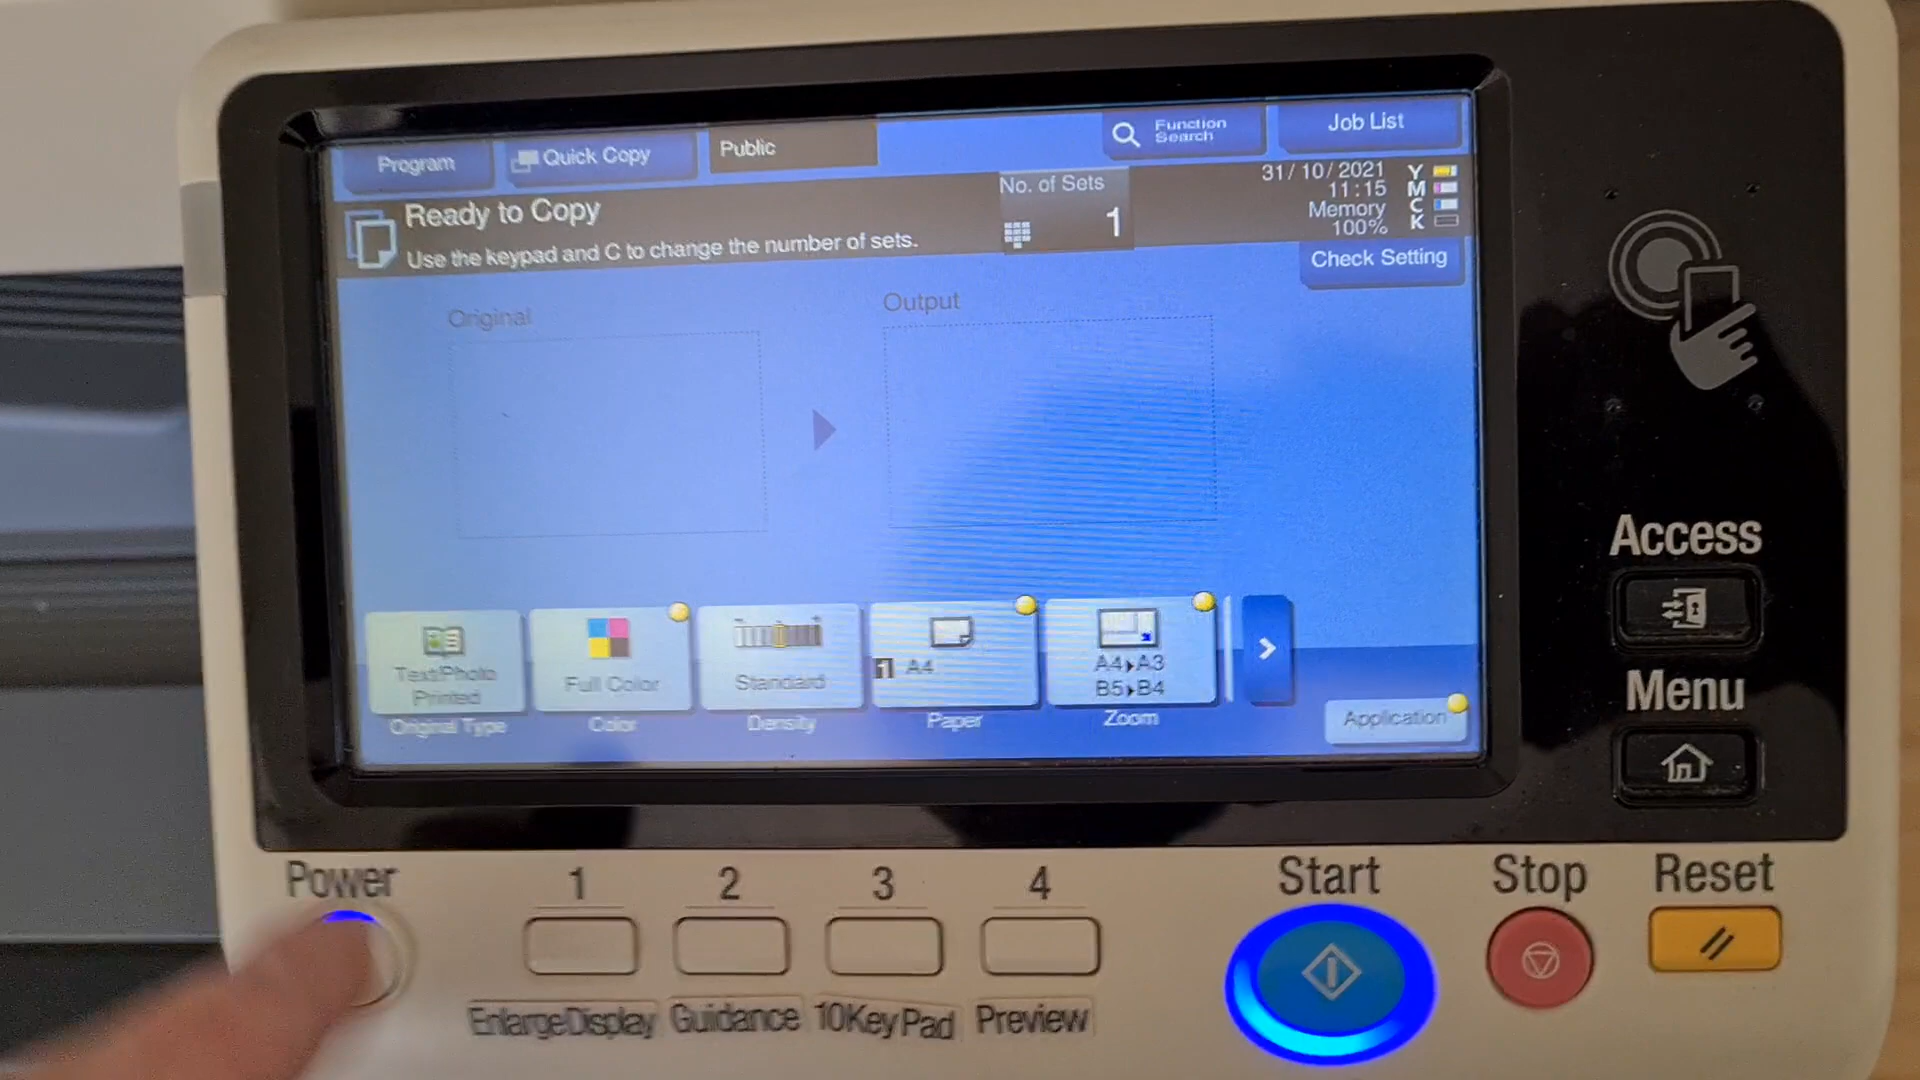 Program
Quick Copy
Public
Function
Search
Job List
Ready to Copy
Use the keypad and C to change the number of sets.
No. of Sets
1
31/10/2021
11:15
Memory
100%
Y
M
C
K
Check Setting
Original
Output
Text/Photo
Printed
Original Type
Full Color
Color
Standard
Density
1 A4
Paper
A4▸A3
B5▸B4
Zoom
Application
Access
Menu
Power
1
2
3
4
Enlarge Display
Guidance
10Key Pad
Preview
Start
Stop
Reset